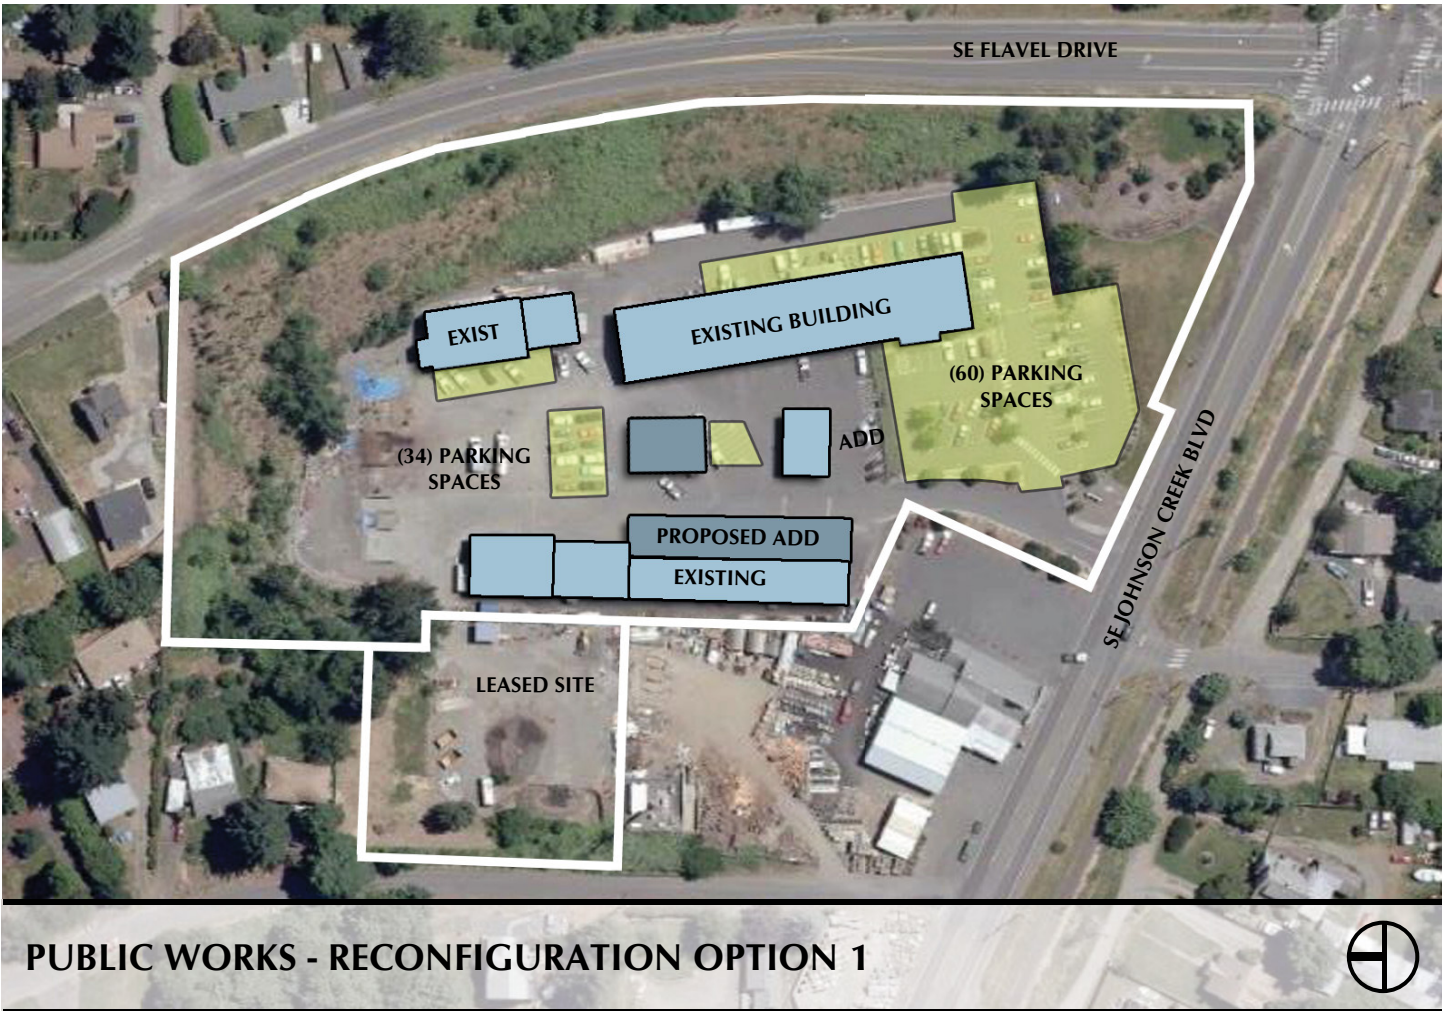 SE FLAVEL DRIVE
EXIST
EXISTING BUILDING
(60) PARKING
SPACES
ADD
(34) PARKING
SPACES
SE JOHNSON CREEK BLVD
PROPOSED ADD
EXISTING
LEASED SITE
PUBLIC WORKS - RECONFIGURATION OPTION 1